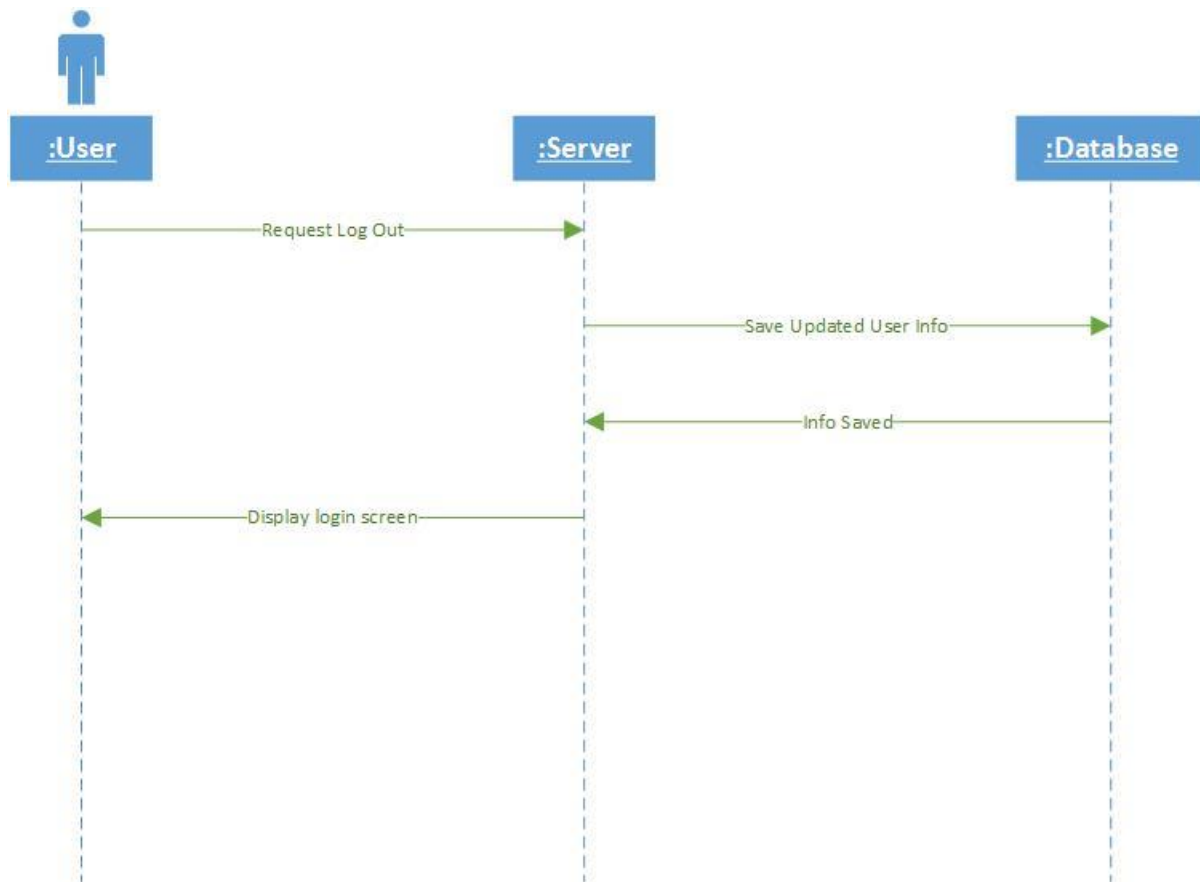 :User
:Server
:Database
Request Log Out
Save Updated User Info
Info Saved
Display login screen